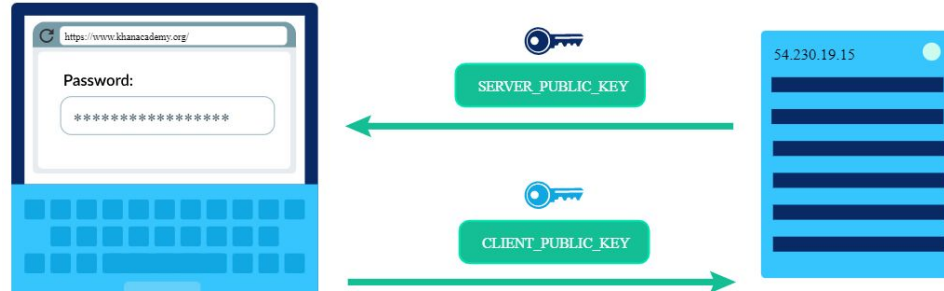 https://www.khanacademy.org/
Password:
*****************
SERVER_PUBLIC_KEY
CLIENT_PUBLIC_KEY
54.230.19.15